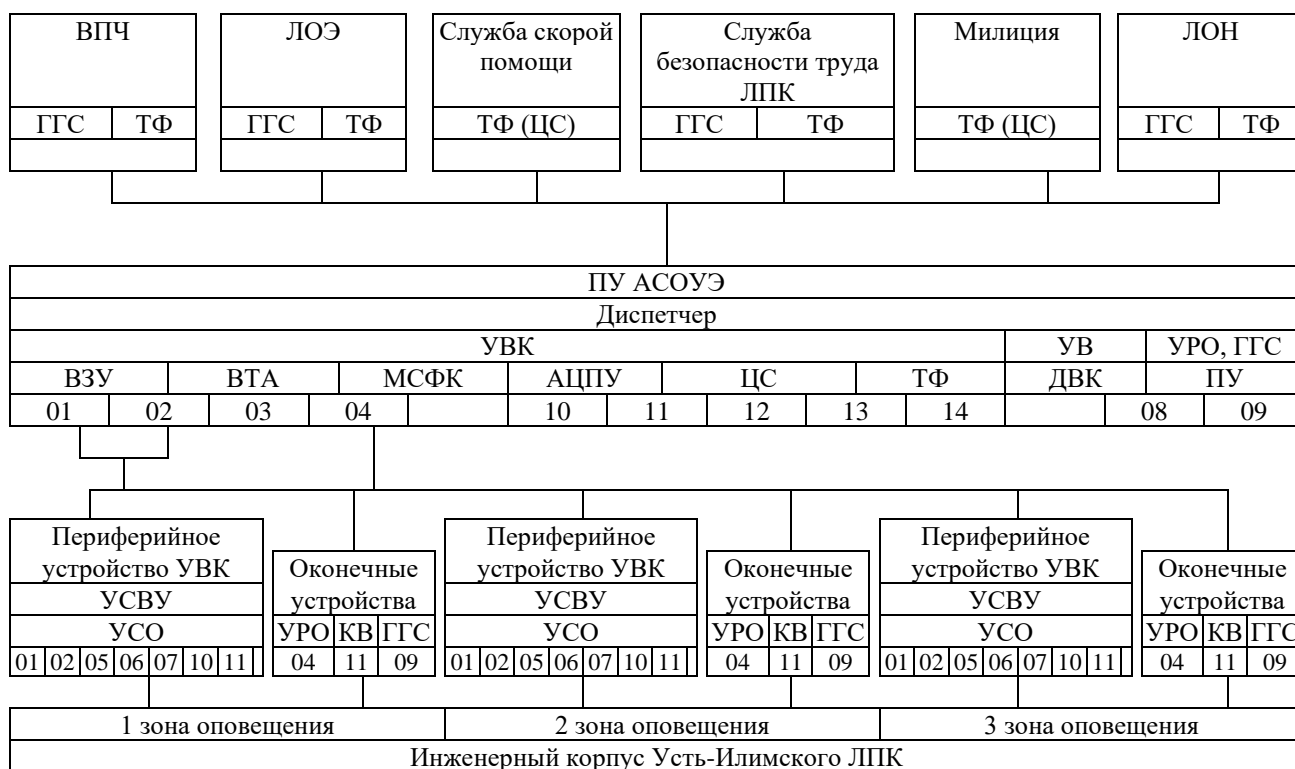 ВПЧ ЛОЭ Служба скорой Служба Милиция ЛОН
помощи безопасности труда
ЛПК
ГГС ТФ ГГС ТФ ТФ (ЦС) ГГС ТФ ТФ (ЦС) ГГС ТФ
ПУ АСОУЭ
Диспетчер
УВК УВ УРО, ГГС
ВЗУ ВТА МСФК АЦПУ ЦС ТФ ДВК ПУ
01 02 03 04 10 11 12 13 14 08 09
Периферийное Периферийное Периферийное
устройство УВК Оконечные устройство УВК Оконечные устройство УВК Оконечные
УСВУ устройства УСВУ устройства УСВУ устройства
УСО УРО КВ ГГС УСО УРО КВ ГГС УСО УРО КВ ГГС
01 02 05 06 07 10 11 04 11 09 01 02 05 06 07 10 11 04 11 09 01 02 05 06 07 10 11 04 11 09
1 зона оповещения 2 зона оповещения 3 зона оповещения
Инженерный корпус Усть-Илимского ЛПК